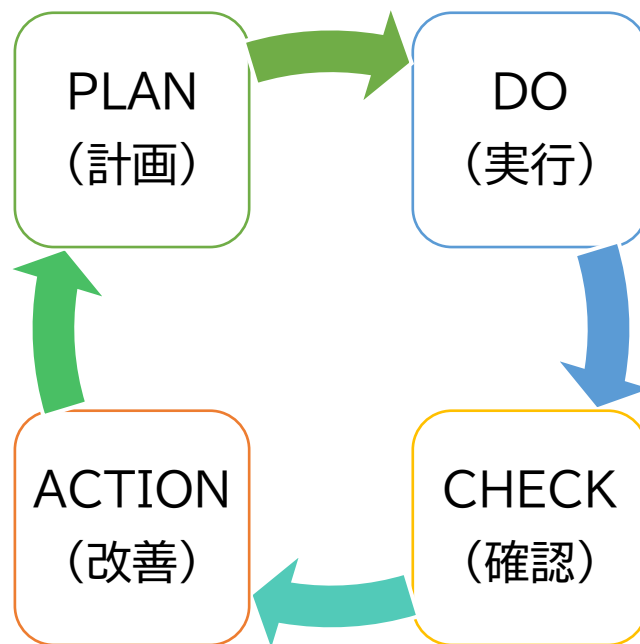 PLAN
（計画）
DO
（実行）
CHECK
（確認）
ACTION
（改善）